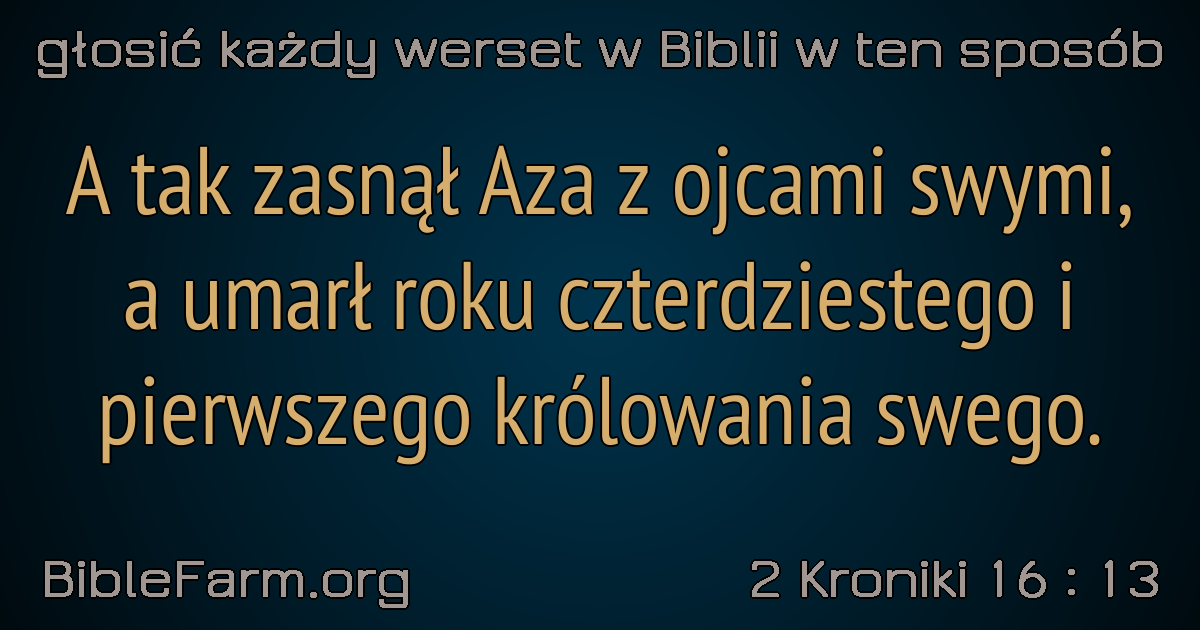 głosić każdy werset w Biblii w ten sposób
A tak zasnął Aza z ojcami swymi,
a umarł roku czterdziestego i
pierwszego królowania swego.
BibleFarm.org
2 Kroniki 16 : 13